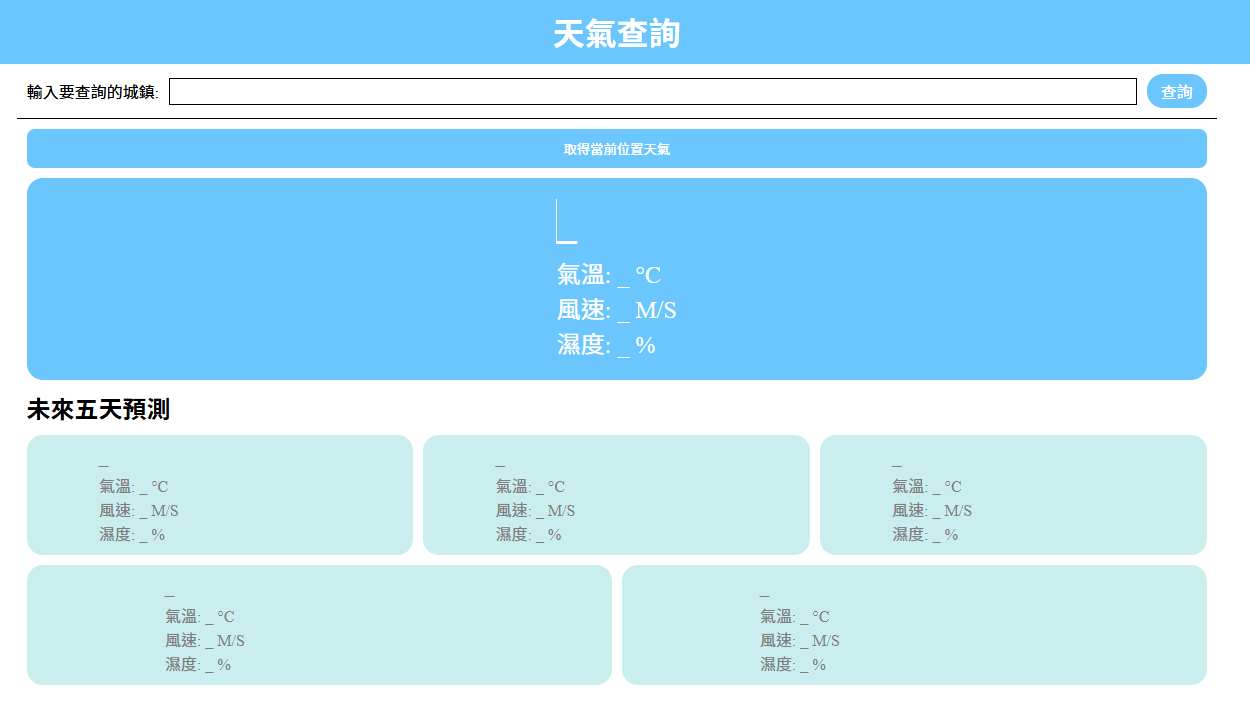 天氣查詢
輸入要查詢的城鎮:
查詢
取得當前位置天氣
_
氣溫: _ °C
風速: _ M/S
濕度: _ %
未來五天預測
_
氣溫: _ °C
風速: _ M/S
濕度: _ %
_
氣溫: _ °C
風速: _ M/S
濕度: _ %
_
氣溫: _ °C
風速: _ M/S
濕度: _ %
_
氣溫: _ °C
風速: _ M/S
濕度: _ %
_
氣溫: _ °C
風速: _ M/S
濕度: _ %